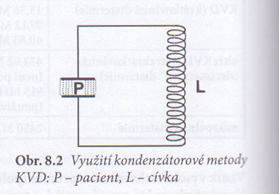 P
L
Obr. 8.2 Využití kondenzátorové metody
KVD: P – pacient, L – cívka